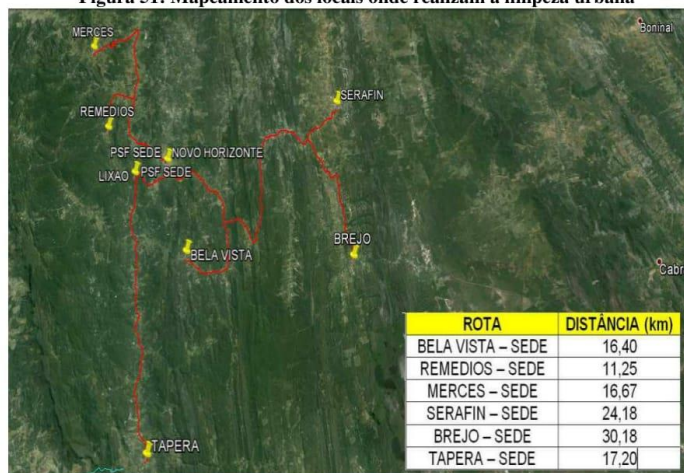 Figura 31: Mapeamento dos locais onde realizam a limpeza urbana
MERCES
Boninal
SERAFIN
REMEDIOS
PSF SEDE
NOVO HORIZONTE
LIXAO
PSF SEDE
BREJO
BELA VISTA
Cabr
TAPERA
ROTA DISTÂNCIA (km)
BELA VISTA – SEDE 16,40
REMEDIOS – SEDE 11,25
MERCES – SEDE 16,67
SERAFIN – SEDE 24,18
BREJO – SEDE 30,18
TAPERA – SEDE 17,20